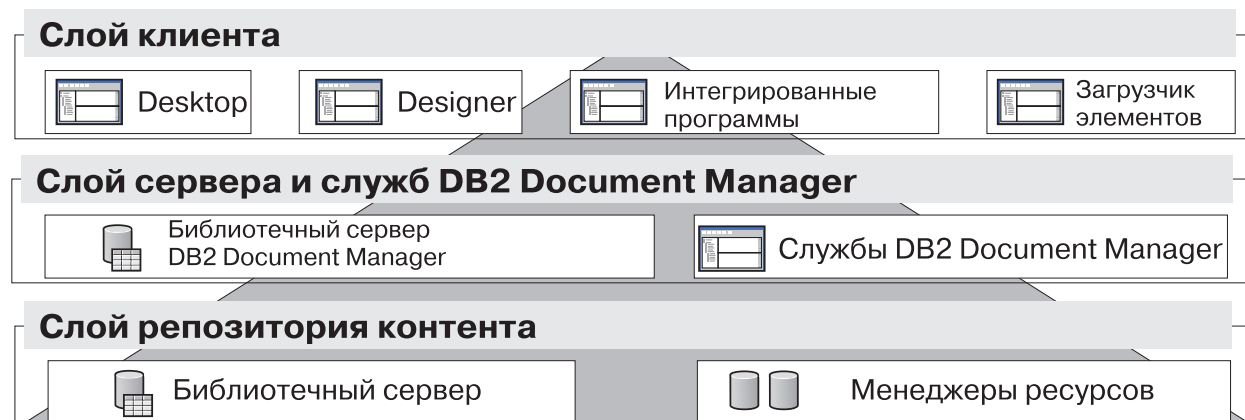 Слой клиента
Desktop
Designer
Интегрированные
программы
Загрузчик
элементов
Слой сервера и служб DB2 Document Manager
Библиотечный сервер
DB2 Document Manager
Службы DB2 Document Manager
Слой репозитория контента
Библиотечный сервер
Менеджеры ресурсов